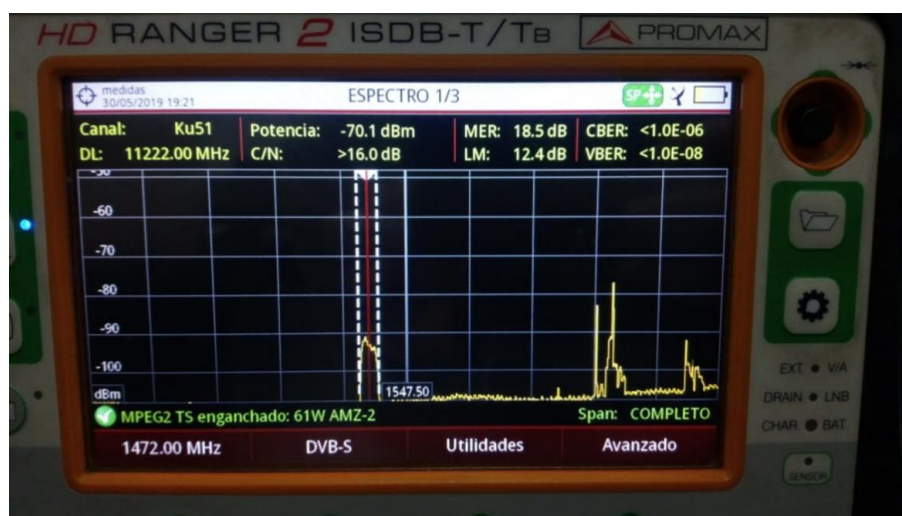 HD RANGER 2 ISDB-T/TB PROMAX
medidas
30/05/2019 19:21
ESPECTRO 1/3
SP
Canal: Ku51 Potencia: -70.1 dBm MER: 18.5 dB CBER: <1.0E-06
DL: 11222.00 MHz C/N: >16.0 dB LM: 12.4 dB VBER: <1.0E-08
-50
-60
-70
-80
-90
-100
dBm 1547.50
MPEG2 TS enganchado: 61W AMZ-2 Span: COMPLETO
1472.00 MHz DVB-S Utilidades Avanzado
EXT. V/A
DRAIN LNB
CHAR. BAT.
SENSOR